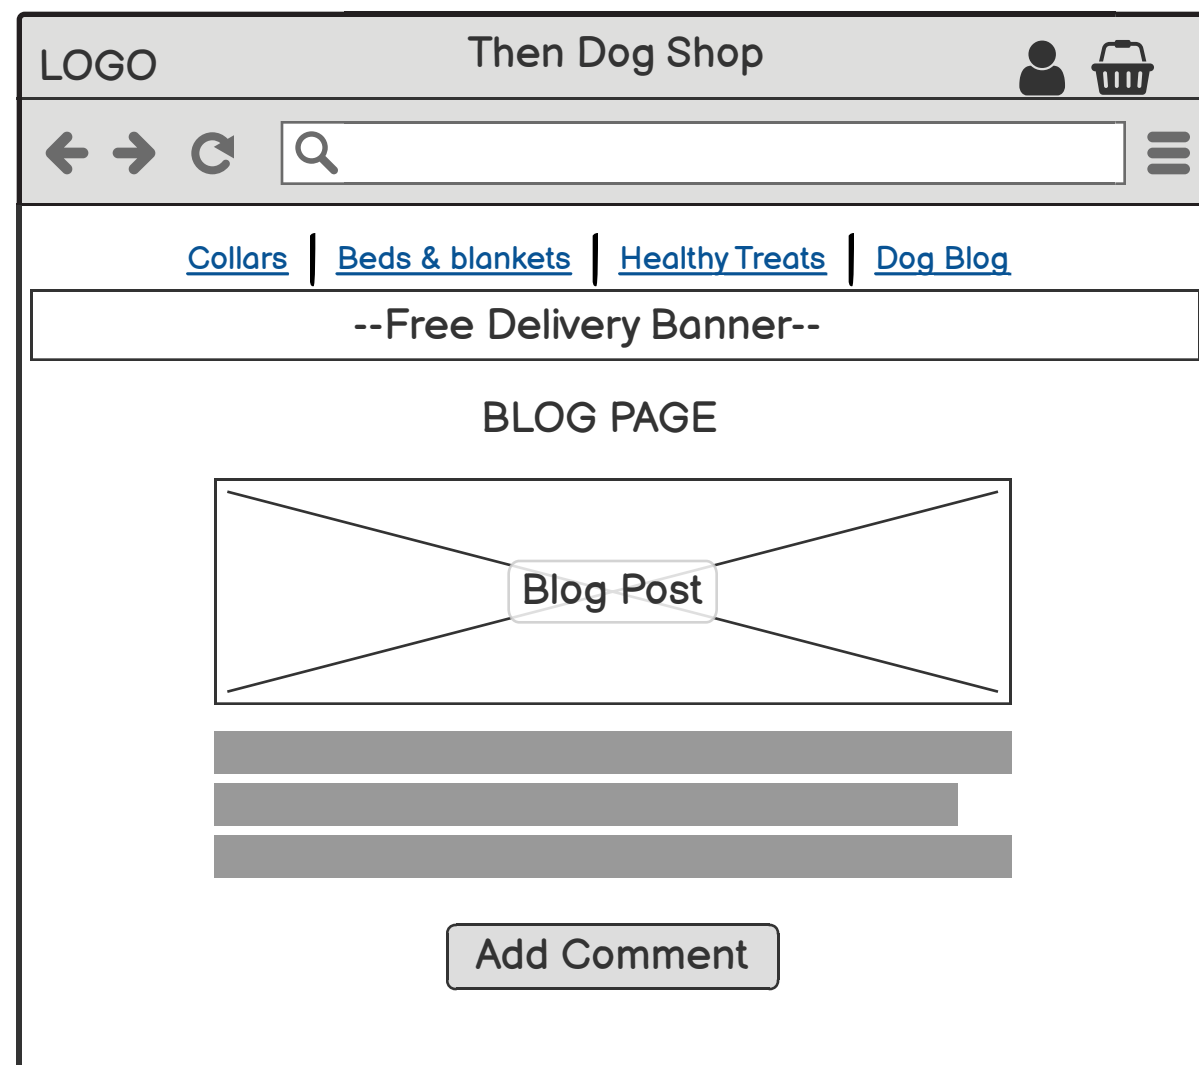 LOGO
Then Dog Shop
Collars
Beds & blankets
Healthy Treats
Dog Blog
--Free Delivery Banner--
BLOG PAGE
Blog Post
Add Comment